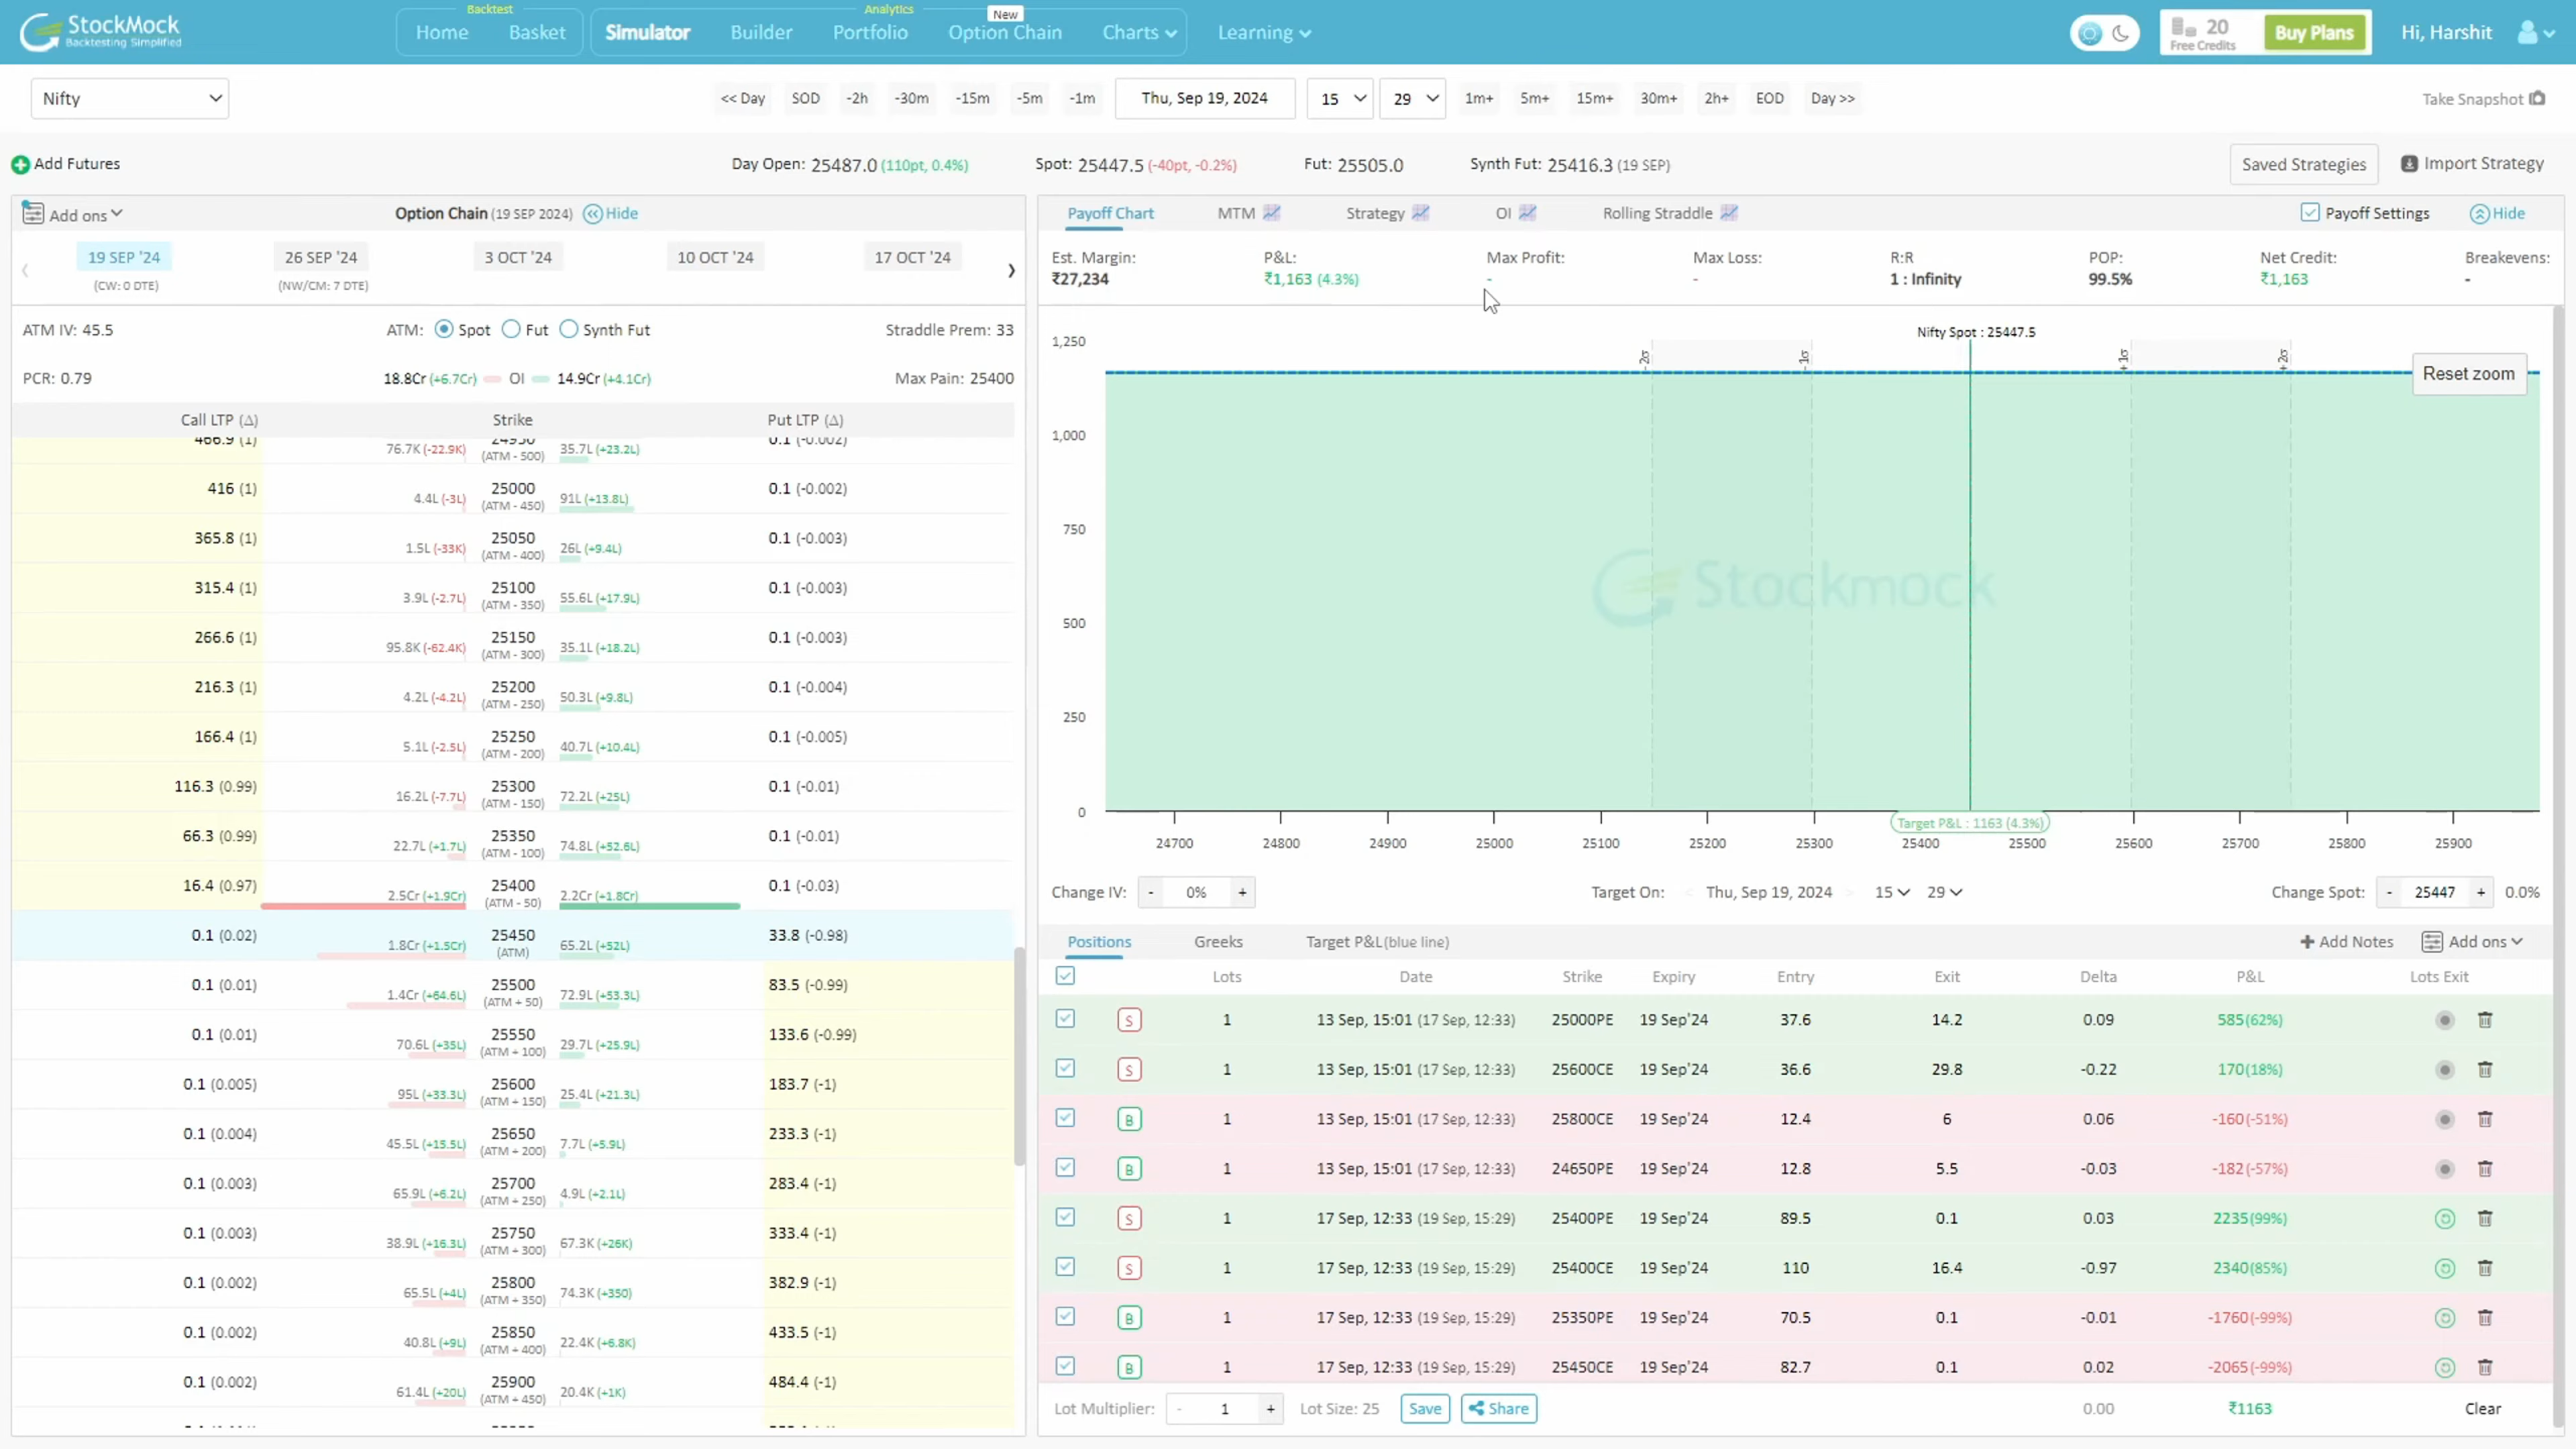 StockMock
Backtesting Simplified
Backtest
Home Basket
Simulator Builder
Analytics
Portfolio
New
Option Chain
Charts
Learning
20
Free Credits
Buy Plans
Hi, Harshit
Nifty
<< Day SOD -2h -30m -15m -5m -1m Thu, Sep 19, 2024 15 29 1m+ 5m+ 15m+ 30m+ 2h+ EOD Day >>
Take Snapshot
Add Futures
Day Open: 25487.0 (110pt, 0.4%) Spot: 25447.5 (-40pt, -0.2%) Fut: 25505.0 Synth Fut: 25416.3 (19 SEP)
Saved Strategies Import Strategy
Add ons Option Chain (19 SEP 2024) Hide
19 SEP '24 26 SEP '24 3 OCT '24 10 OCT '24 17 OCT '24
(CW: 0 DTE) (NW/CM: 7 DTE)
ATM IV: 45.5 ATM: Spot Fut Synth Fut Straddle Prem: 33
PCR: 0.79 18.8Cr (+6.7Cr) OI 14.9Cr (+4.1Cr) Max Pain: 25400
Call LTP (Δ) Strike Put LTP (Δ)
466.9 (1) 76.7K (-22.9K) 24950 (ATM - 500) 35.7L (+23.2L) 0.1 (-0.002)
416 (1) 4.4L (-3L) 25000 (ATM - 450) 91L (+13.8L) 0.1 (-0.002)
365.8 (1) 1.5L (-33K) 25050 (ATM - 400) 26L (+9.4L) 0.1 (-0.003)
315.4 (1) 3.9L (-2.7L) 25100 (ATM - 350) 55.6L (+17.9L) 0.1 (-0.003)
266.6 (1) 95.8K (-62.4K) 25150 (ATM - 300) 35.1L (+18.2L) 0.1 (-0.003)
216.3 (1) 4.2L (-4.2L) 25200 (ATM - 250) 50.3L (+9.8L) 0.1 (-0.004)
166.4 (1) 5.1L (-2.5L) 25250 (ATM - 200) 40.7L (+10.4L) 0.1 (-0.005)
116.3 (0.99) 16.2L (-7.7L) 25300 (ATM - 150) 72.2L (+25L) 0.1 (-0.01)
66.3 (0.99) 22.7L (+1.7L) 25350 (ATM - 100) 74.8L (+52.6L) 0.1 (-0.01)
16.4 (0.97) 2.5Cr (+1.9Cr) 25400 (ATM - 50) 2.2Cr (+1.8Cr) 0.1 (-0.03)
0.1 (0.02) 1.8Cr (+1.5Cr) 25450 (ATM) 65.2L (+52L) 33.8 (-0.98)
0.1 (0.01) 1.4Cr (+64.6L) 25500 (ATM + 50) 72.9L (+53.3L) 83.5 (-0.99)
0.1 (0.01) 70.6L (+35L) 25550 (ATM + 100) 29.7L (+25.9L) 133.6 (-0.99)
0.1 (0.005) 95L (+33.3L) 25600 (ATM + 150) 25.4L (+21.3L) 183.7 (-1)
0.1 (0.004) 45.5L (+15.5L) 25650 (ATM + 200) 7.7L (+5.9L) 233.3 (-1)
0.1 (0.003) 65.9L (+6.2L) 25700 (ATM + 250) 4.9L (+2.1L) 283.4 (-1)
0.1 (0.003) 38.9L (+16.3L) 25750 (ATM + 300) 67.3K (+26K) 333.4 (-1)
0.1 (0.002) 65.5L (+4L) 25800 (ATM + 350) 74.3K (+350) 382.9 (-1)
0.1 (0.002) 40.8L (+9L) 25850 (ATM + 400) 22.4K (+6.8K) 433.5 (-1)
0.1 (0.002) 61.4L (+20L) 25900 (ATM + 450) 20.4K (+1K) 484.4 (-1)
Payoff Chart MTM Strategy OI Rolling Straddle Payoff Settings Hide
Est. Margin: P&L: Max Profit: Max Loss: R:R POP: Net Credit: Breakevens:
₹27,234 ₹1,163 (4.3%) - - 1 : Infinity 99.5% ₹1,163 -
Nifty Spot : 25447.5
-2σ -1σ +1σ +2σ
Reset zoom
1,250
1,000
750
500
250
0
Stockmock
Target P&L : 1163 (4.3%)
24700 24800 24900 25000 25100 25200 25300 25400 25500 25600 25700 25800 25900
Change IV: - 0% + Target On: < Thu, Sep 19, 2024 > 15 29 Change Spot: - 25447 + 0.0%
Positions Greeks Target P&L(blue line) + Add Notes Add ons
Lots Date Strike Expiry Entry Exit Delta P&L Lots Exit
S 1 13 Sep, 15:01 (17 Sep, 12:33) 25000PE 19 Sep'24 37.6 14.2 0.09 585(62%)
S 1 13 Sep, 15:01 (17 Sep, 12:33) 25600CE 19 Sep'24 36.6 29.8 -0.22 170(18%)
B 1 13 Sep, 15:01 (17 Sep, 12:33) 25800CE 19 Sep'24 12.4 6 0.06 -160(-51%)
B 1 13 Sep, 15:01 (17 Sep, 12:33) 24650PE 19 Sep'24 12.8 5.5 -0.03 -182(-57%)
S 1 17 Sep, 12:33 (19 Sep, 15:29) 25400PE 19 Sep'24 89.5 0.1 0.03 2235(99%)
S 1 17 Sep, 12:33 (19 Sep, 15:29) 25400CE 19 Sep'24 110 16.4 -0.97 2340(85%)
B 1 17 Sep, 12:33 (19 Sep, 15:29) 25350PE 19 Sep'24 70.5 0.1 -0.01 -1760(-99%)
B 1 17 Sep, 12:33 (19 Sep, 15:29) 25450CE 19 Sep'24 82.7 0.1 0.02 -2065(-99%)
Lot Multiplier: - 1 + Lot Size: 25 Save Share 0.00 ₹1163 Clear